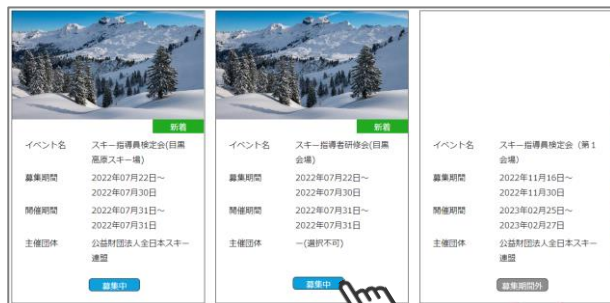 新着
イベント名 スキー指導員検定会(目黒
高原スキー場)
募集期間 2022年07月22日～
2022年07月30日
開催期間 2022年07月31日～
2022年07月31日
主催団体 公益財団法人全日本スキー
連盟
募集中
新着
イベント名 スキー指導者研修会(目黒
会場)
募集期間 2022年07月22日～
2022年07月30日
開催期間 2022年07月31日～
2022年07月31日
主催団体 ー(選択不可)
募集中
イベント名 スキー指導員検定会（第1
会場）
募集期間 2022年11月16日～
2022年11月30日
開催期間 2023年02月25日～
2023年02月27日
主催団体 公益財団法人全日本スキー
連盟
募集期間外